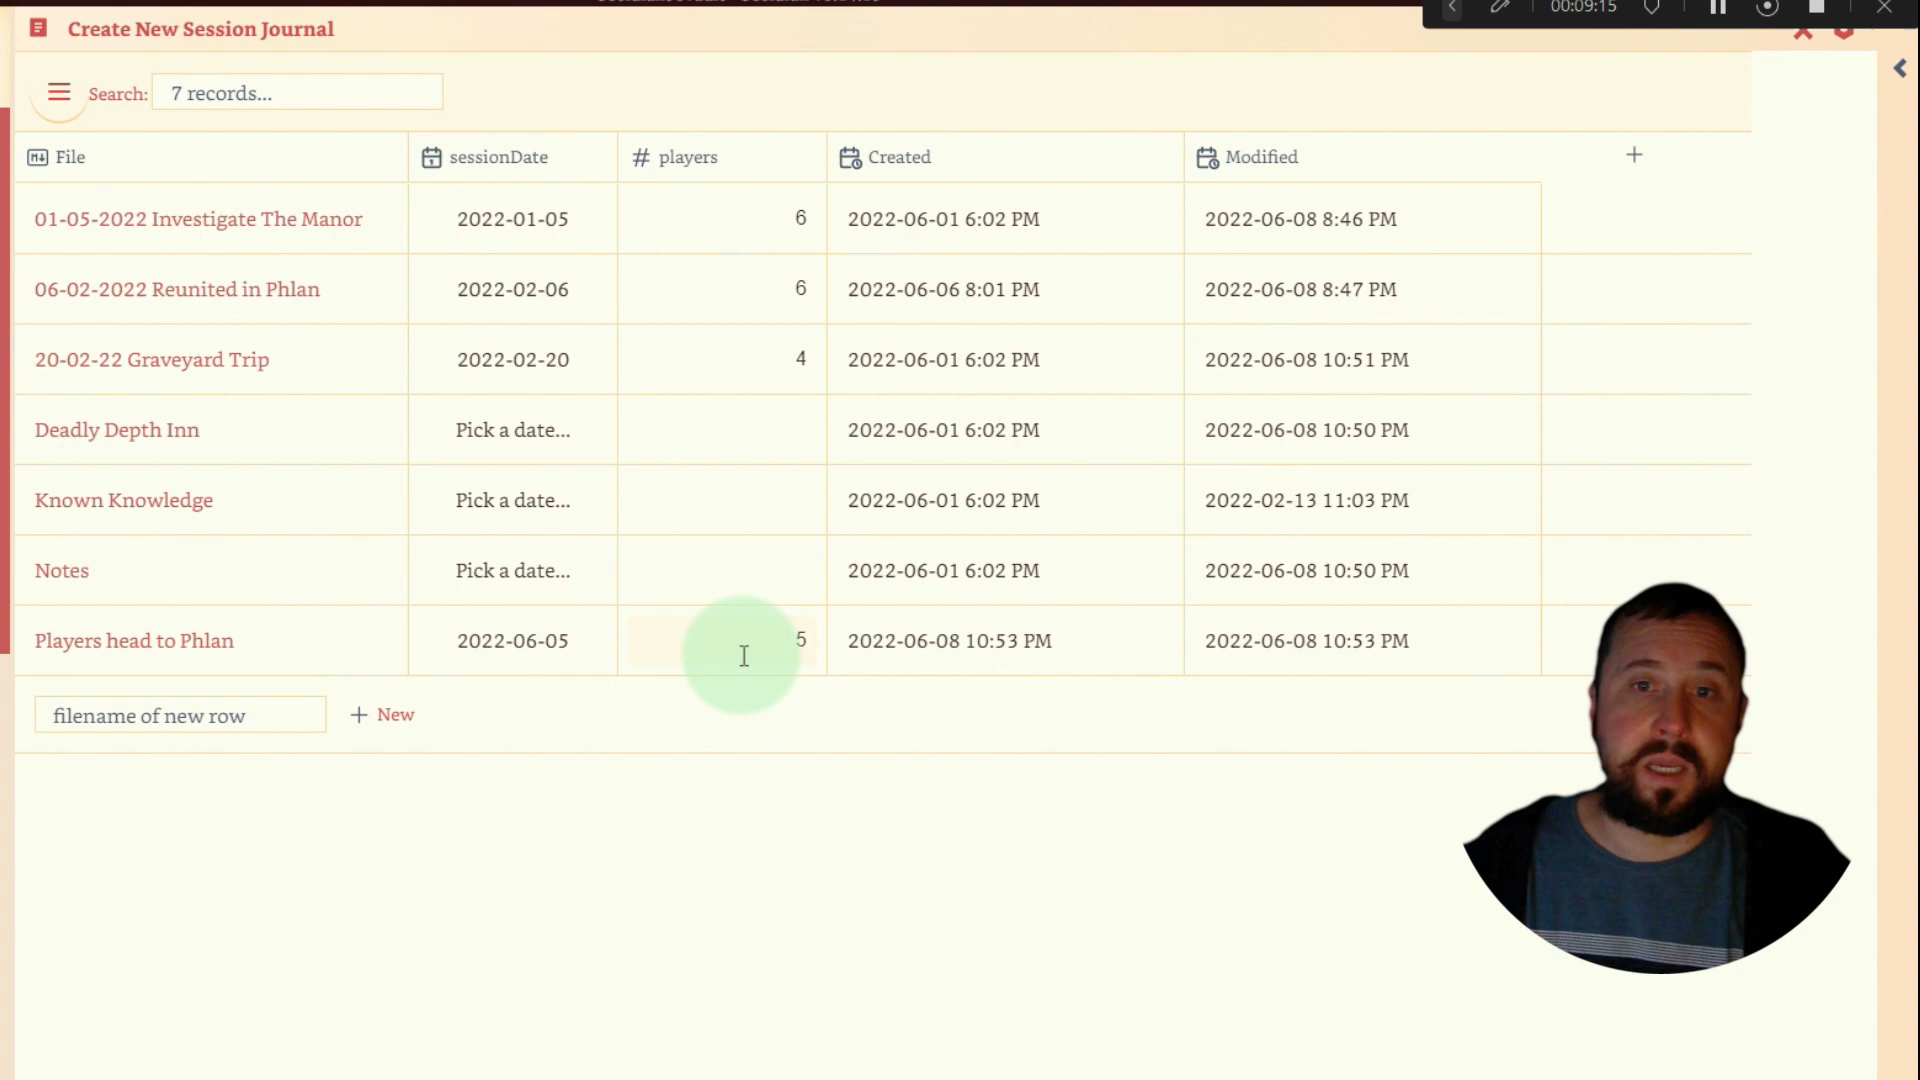 00:09:15
Create New Session Journal
Search: 7 records...
File sessionDate # players Created Modified +
01-05-2022 Investigate The Manor 2022-01-05 6 2022-06-01 6:02 PM 2022-06-08 8:46 PM
06-02-2022 Reunited in Phlan 2022-02-06 6 2022-06-06 8:01 PM 2022-06-08 8:47 PM
20-02-22 Graveyard Trip 2022-02-20 4 2022-06-01 6:02 PM 2022-06-08 10:51 PM
Deadly Depth Inn Pick a date... 2022-06-01 6:02 PM 2022-06-08 10:50 PM
Known Knowledge Pick a date... 2022-06-01 6:02 PM 2022-02-13 11:03 PM
Notes Pick a date... 2022-06-01 6:02 PM 2022-06-08 10:50 PM
Players head to Phlan 2022-06-05 5 2022-06-08 10:53 PM 2022-06-08 10:53 PM
filename of new row + New